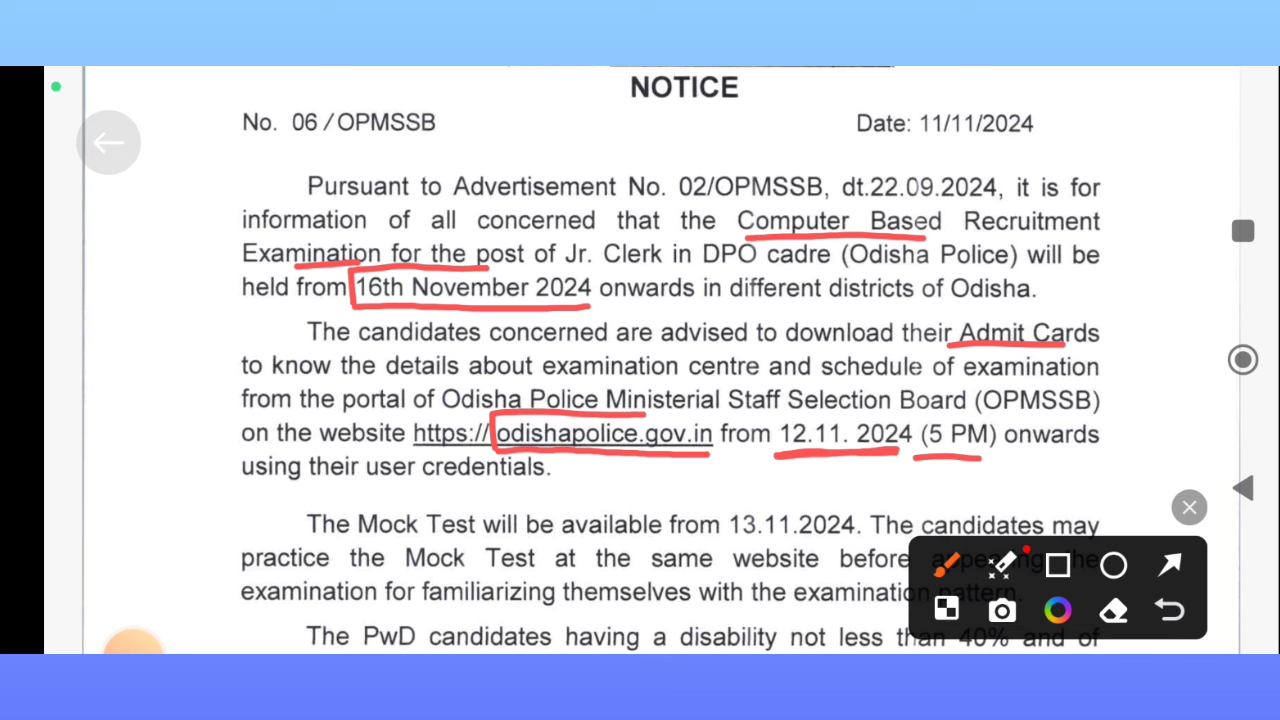 NOTICE
No. 06 / OPMSSB Date: 11/11/2024
Pursuant to Advertisement No. 02/OPMSSB, dt.22.09.2024, it is for
information of all concerned that the Computer Based Recruitment
Examination for the post of Jr. Clerk in DPO cadre (Odisha Police) will be
held from 16th November 2024 onwards in different districts of Odisha.
The candidates concerned are advised to download their Admit Cards
to know the details about examination centre and schedule of examination
from the portal of Odisha Police Ministerial Staff Selection Board (OPMSSB)
on the website https://odishapolice.gov.in from 12.11. 2024 (5 PM) onwards
using their user credentials.
The Mock Test will be available from 13.11.2024. The candidates may
practice the Mock Test at the same website before appearing the
examination for familiarizing themselves with the examination pattern.
The PwD candidates having a disability not less than 40% and of